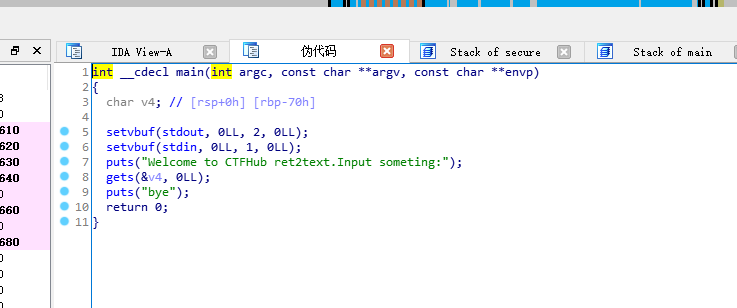 IDA View-A 伪代码 Stack of secure Stack of main
1 int __cdecl main(int argc, const char **argv, const char **envp)
2 {
3 char v4; // [rsp+0h] [rbp-70h]
4
5 setvbuf(stdout, 0LL, 2, 0LL);
6 setvbuf(stdin, 0LL, 1, 0LL);
7 puts("Welcome to CTFHub ret2text.Input someting:");
8 gets(&v4, 0LL);
9 puts("bye");
10 return 0;
11 }
8
0
610
620
630
640
0
660
0
680
0
0
0
0